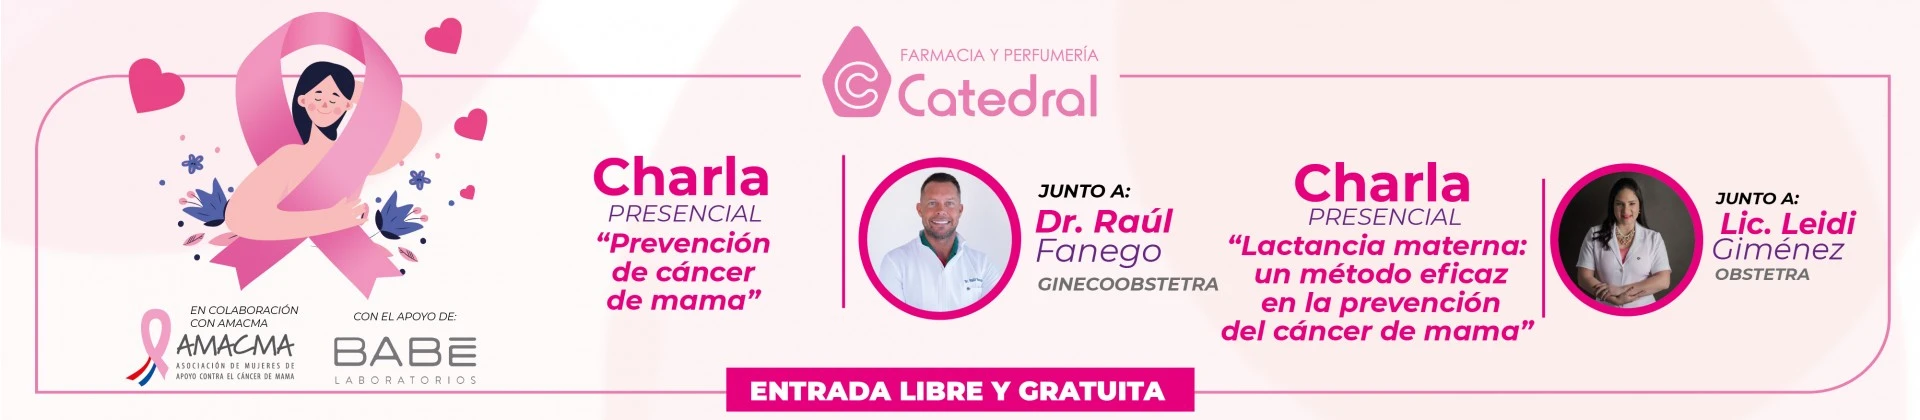 FARMACIA Y PERFUMERÍA
Catedral
Charla
PRESENCIAL
“Prevención
de cáncer
de mama”
JUNTO A:
Dr. Raúl
Fanego
GINECOOBSTETRA
Charla
PRESENCIAL
“Lactancia materna:
un método eficaz
en la prevención
del cáncer de mama”
JUNTO A:
Lic. Leidi
Giménez
OBSTETRA
EN COLABORACIÓN
CON AMACMA
AMACMA
ASOCIACIÓN DE MUJERES DE
APOYO CONTRA EL CÁNCER DE MAMA
CON EL APOYO DE:
BABÉ
LABORATORIOS
ENTRADA LIBRE Y GRATUITA